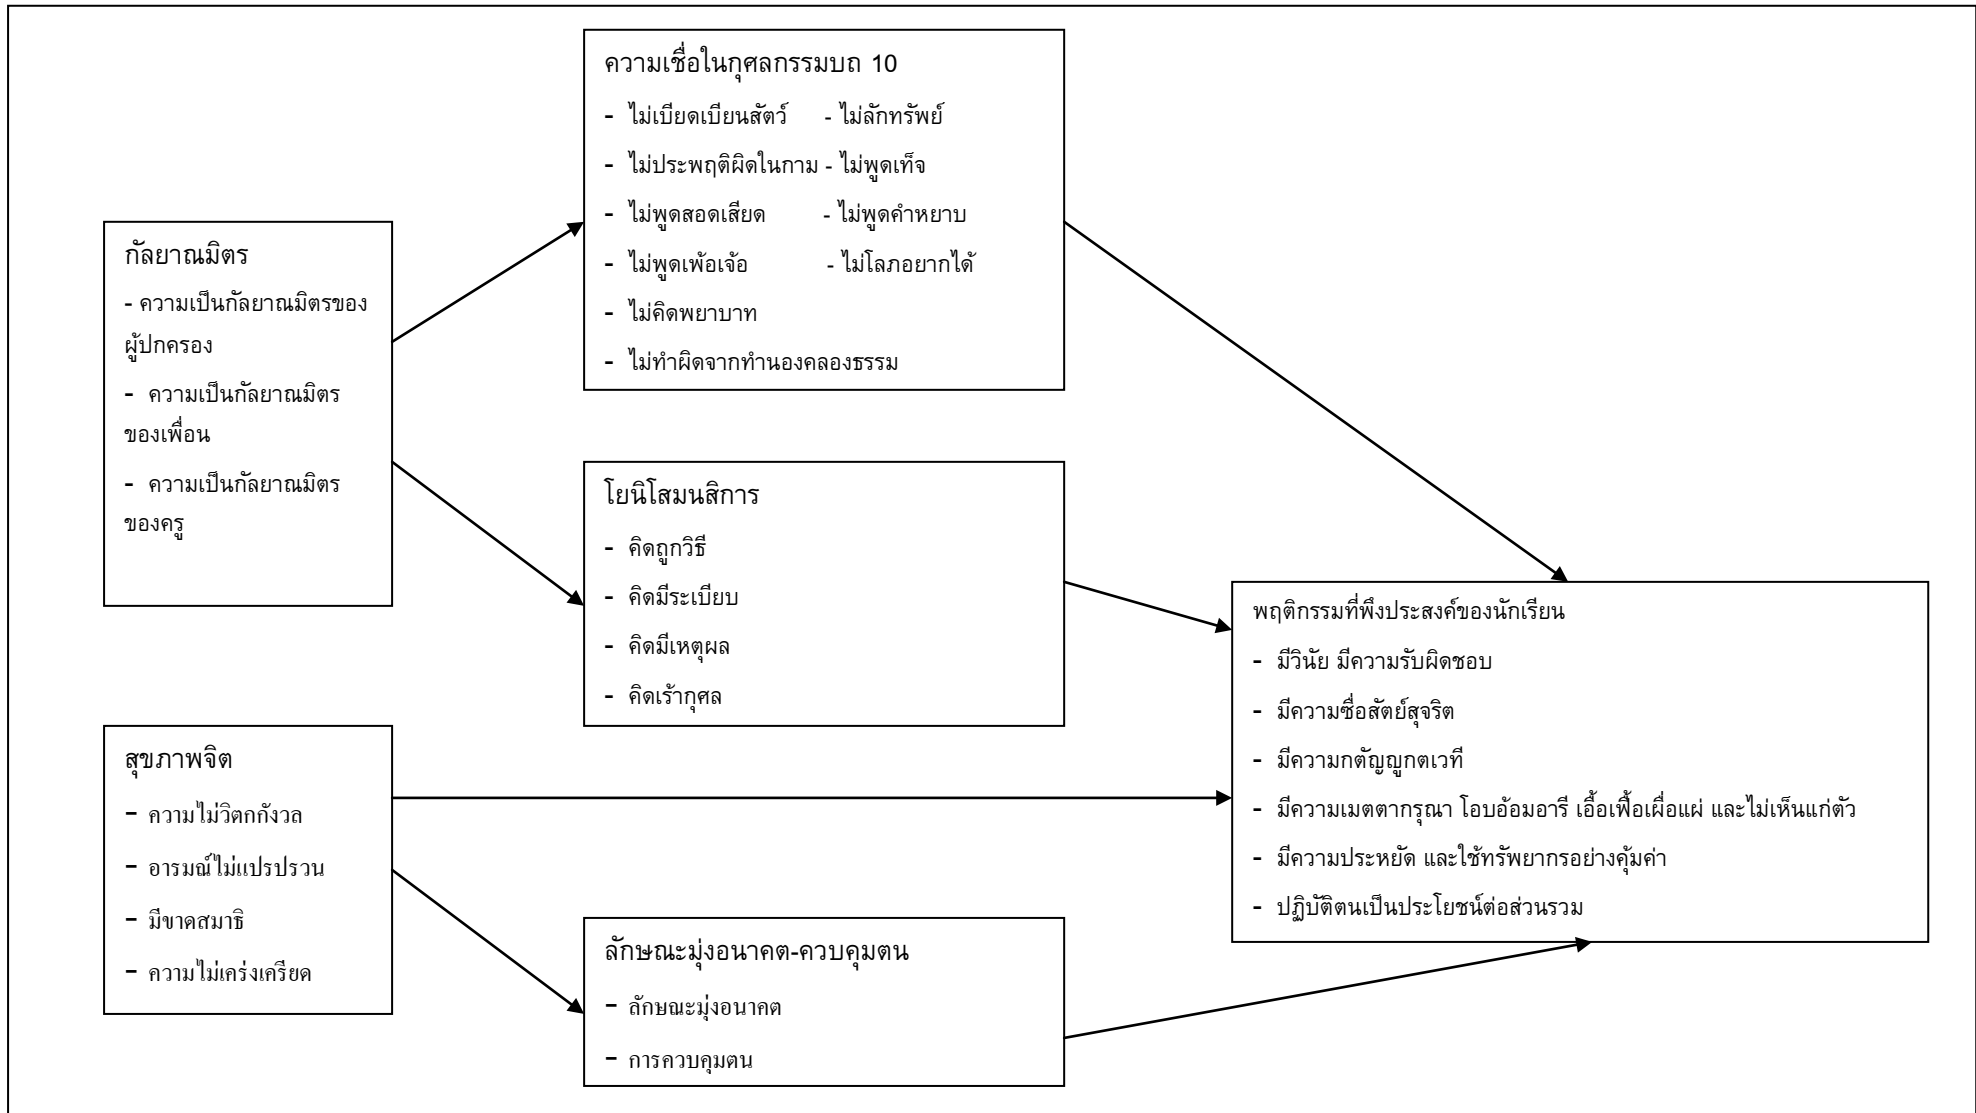 ความเชื่อในกุศลกรรมบถ 10
- ไม่เบียดเบียนสัตว์ - ไม่ลักทรัพย์
- ไม่ประพฤติผิดในกาม - ไม่พูดเท็จ
- ไม่พูดสอดเสียด - ไม่พูดคำหยาบ
- ไม่พูดเพ้อเจ้อ - ไม่โลภอยากได้
- ไม่คิดพยาบาท
- ไม่ทำผิดจากทำนองคลองธรรม
กัลยาณมิตร
- ความเป็นกัลยาณมิตรของ
ผู้ปกครอง
- ความเป็นกัลยาณมิตร
ของเพื่อน
- ความเป็นกัลยาณมิตร
ของครู
โยนิโสมนสิการ
- คิดถูกวิธี
- คิดมีระเบียบ
- คิดมีเหตุผล
- คิดเร้ากุศล
พฤติกรรมที่พึงประสงค์ของนักเรียน
- มีวินัย มีความรับผิดชอบ
- มีความซื่อสัตย์สุจริต
- มีความกตัญญูกตเวที
- มีความเมตตากรุณา โอบอ้อมอารี เอื้อเฟื้อเผื่อแผ่ และไม่เห็นแก่ตัว
- มีความประหยัด และใช้ทรัพยากรอย่างคุ้มค่า
- ปฏิบัติตนเป็นประโยชน์ต่อส่วนรวม
สุขภาพจิต
- ความไม่วิตกกังวล
- อารมณ์ไม่แปรปรวน
- มีขาดสมาธิ
- ความไม่เคร่งเครียด
ลักษณะมุ่งอนาคต-ควบคุมตน
- ลักษณะมุ่งอนาคต
- การควบคุมตน